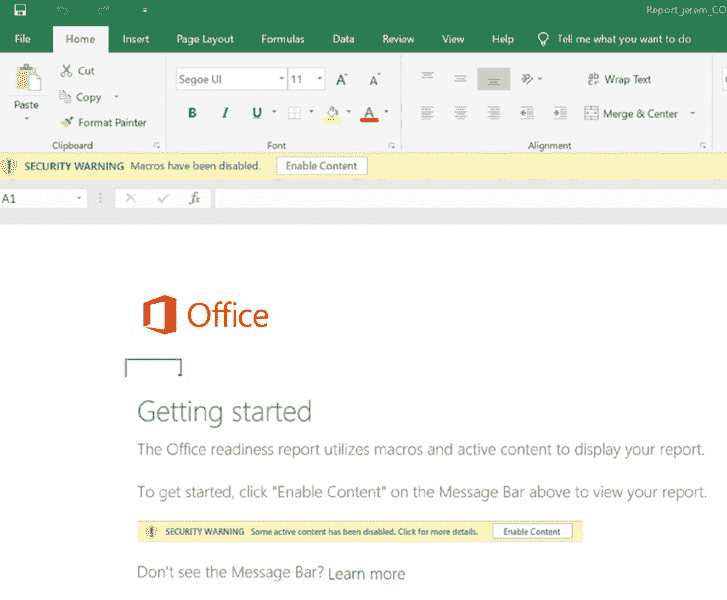 Report_jerem_CO
File Home Insert Page Layout Formulas Data Review View Help Tell me what you want to do
Cut
Copy
Format Painter
Paste
Clipboard
Segoe UI 11 A A
B I U A
Font
Wrap Text
Merge & Center
Alignment
SECURITY WARNING Macros have been disabled. Enable Content
A1 fx
Office
Getting started
The Office readiness report utilizes macros and active content to display your report.
To get started, click "Enable Content" on the Message Bar above to view your report.
SECURITY WARNING Some active content has been disabled. Click for more details. Enable Content
Don't see the Message Bar? Learn more